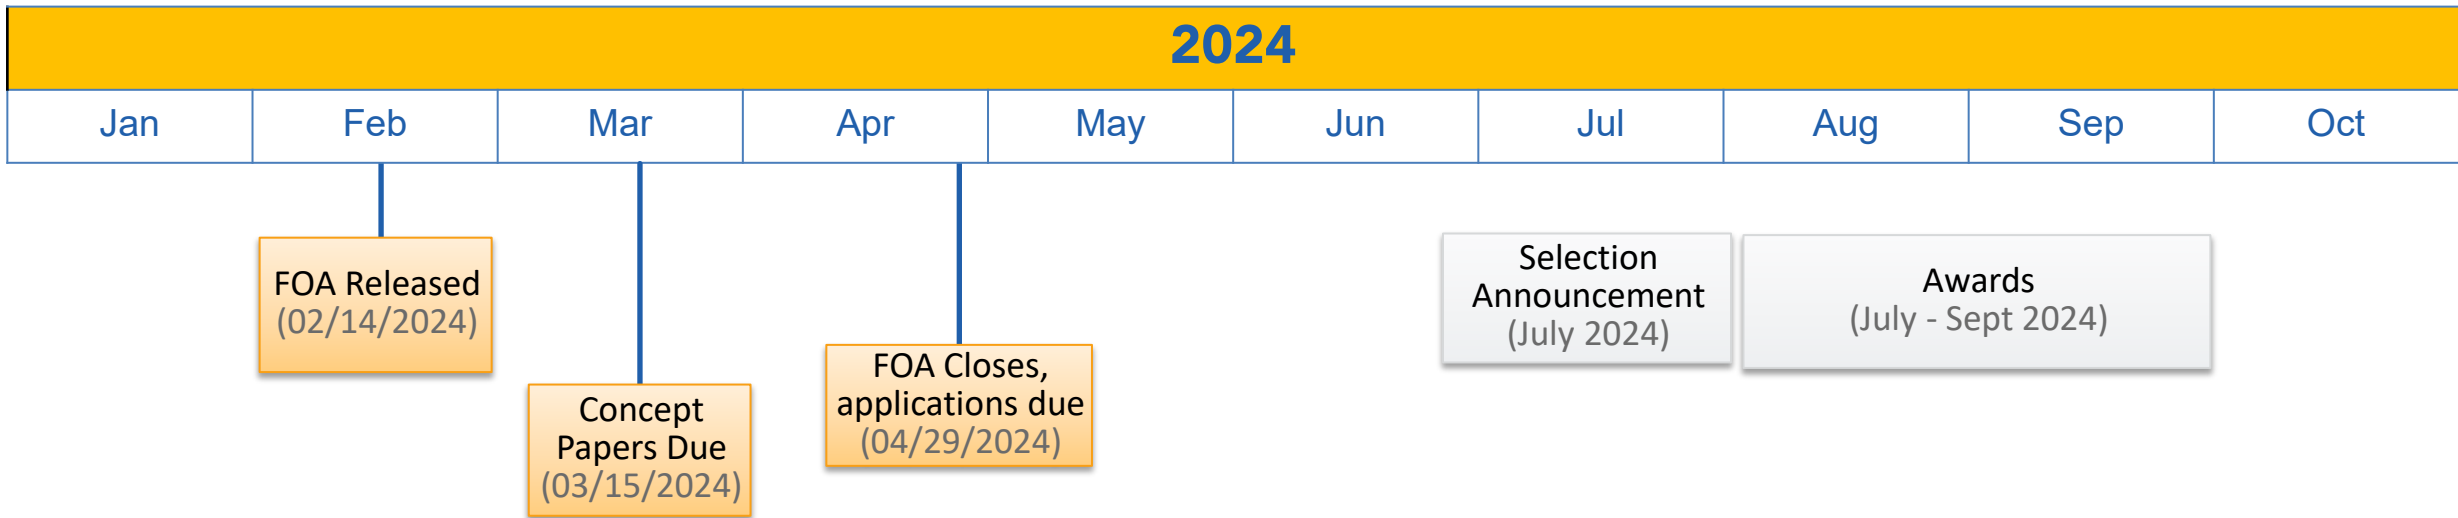 2024
Jan
Feb
Mar
Apr
May
Jun
Jul
Aug
Sep
Oct
FOA Released
(02/14/2024)
Concept
Papers Due
(03/15/2024)
FOA Closes,
applications due
(04/29/2024)
Selection
Announcement
(July 2024)
Awards
(July - Sept 2024)